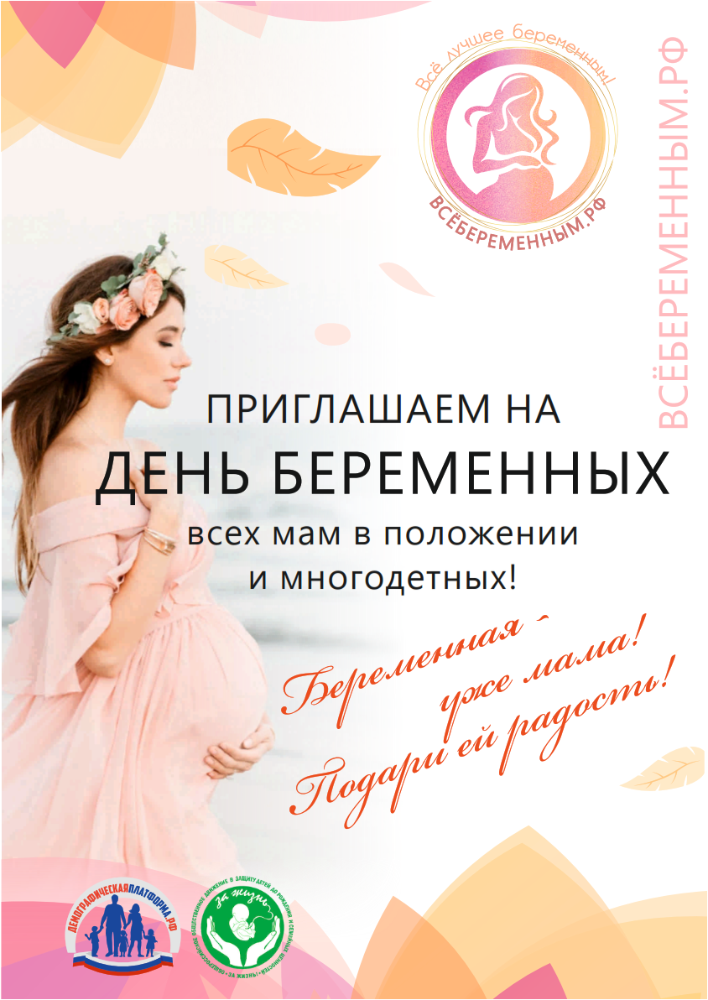 Всё лучшее беременным!
ВСЁБЕРЕМЕННЫМ.РФ
ВСЁБЕРЕМЕННЫМ.РФ
ПРИГЛАШАЕМ НА
ДЕНЬ БЕРЕМЕННЫХ
всех мам в положении
и многодетных!
Беременная -
уже мама!
Подари ей радость!
ДЕМОГРАФИЧЕСКАЯПЛАТФОРМА.РФ
ОБЩЕРОССИЙСКОЕ ОБЩЕСТВЕННОЕ ДВИЖЕНИЕ В ЗАЩИТУ ДЕТЕЙ ДО РОЖДЕНИЯ И СЕМЕЙНЫХ ЦЕННОСТЕЙ • ЗА ЖИЗНЬ! •
за жизнь